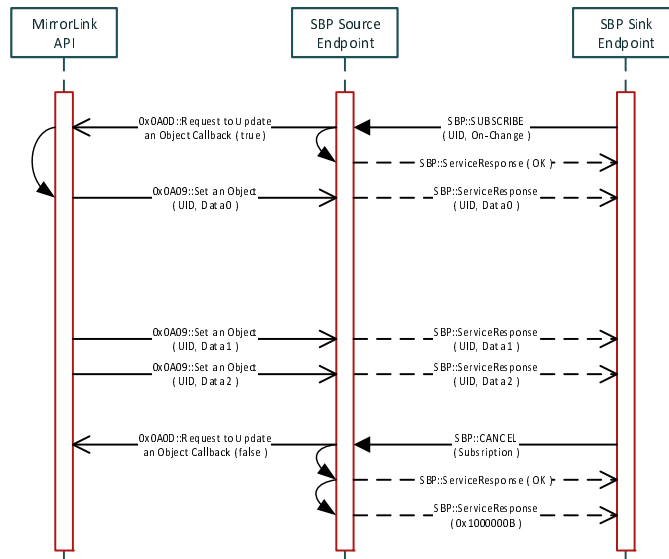 MirrorLink
API
SBP Source
Endpoint
SBP Sink
Endpoint
0x0A0D::Request to Update
an Object Callback ( true )
SBP::SUBSCRIBE
( UID, On-Change )
SBP::ServiceResponse ( OK )
0x0A09::Set an Object
( UID, Data0 )
SBP::ServiceResponse
( UID, Data0 )
0x0A09::Set an Object
( UID, Data1 )
SBP::ServiceResponse
( UID, Data1 )
0x0A09::Set an Object
( UID, Data2 )
SBP::ServiceResponse
( UID, Data2 )
0x0A0D::Request to Update
an Object Callback ( false )
SBP::CANCEL
( Subsription )
SBP::ServiceResponse ( OK )
SBP::ServiceResponse
( 0x1000000B )